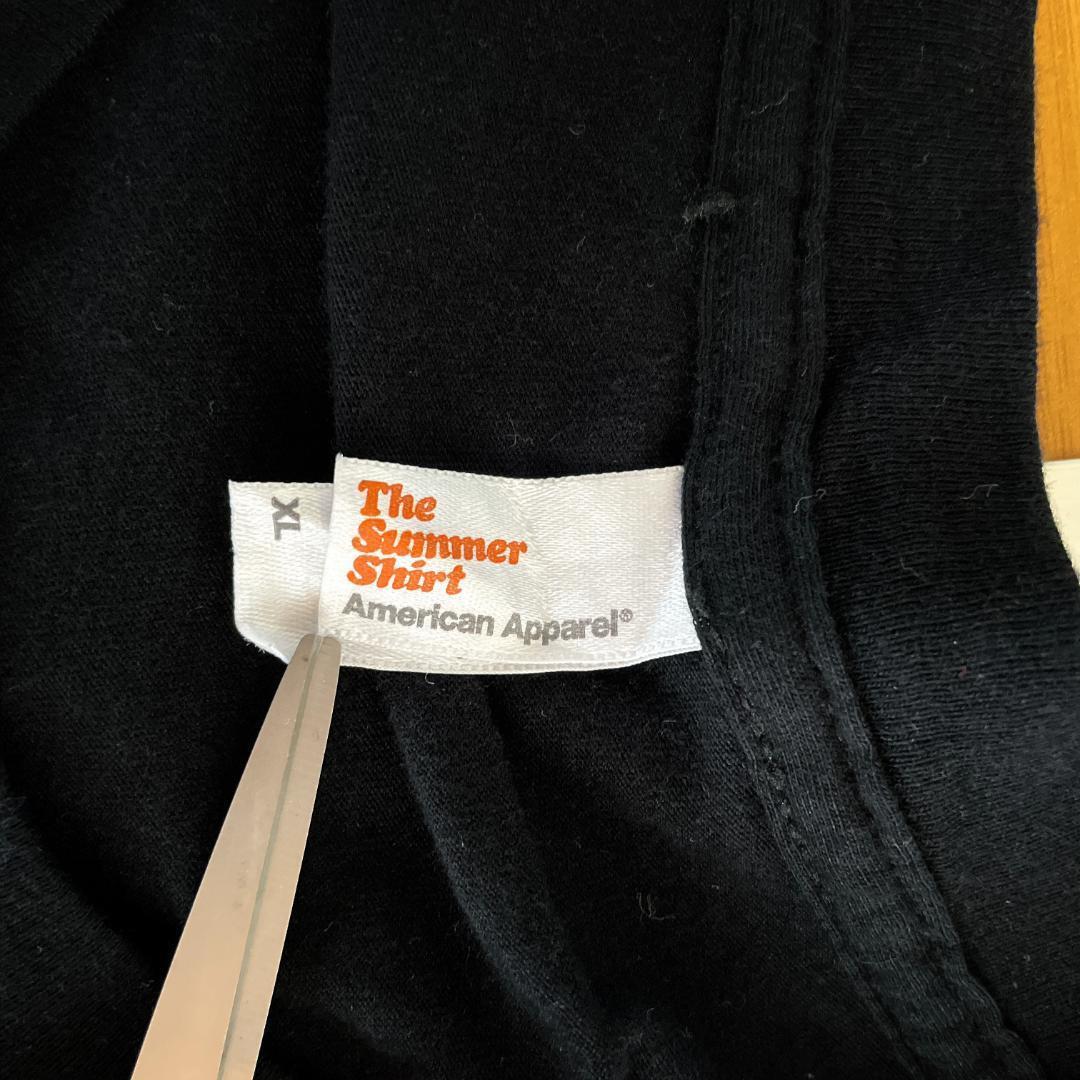 The
Summer
Shirt
American Apparel®
XL